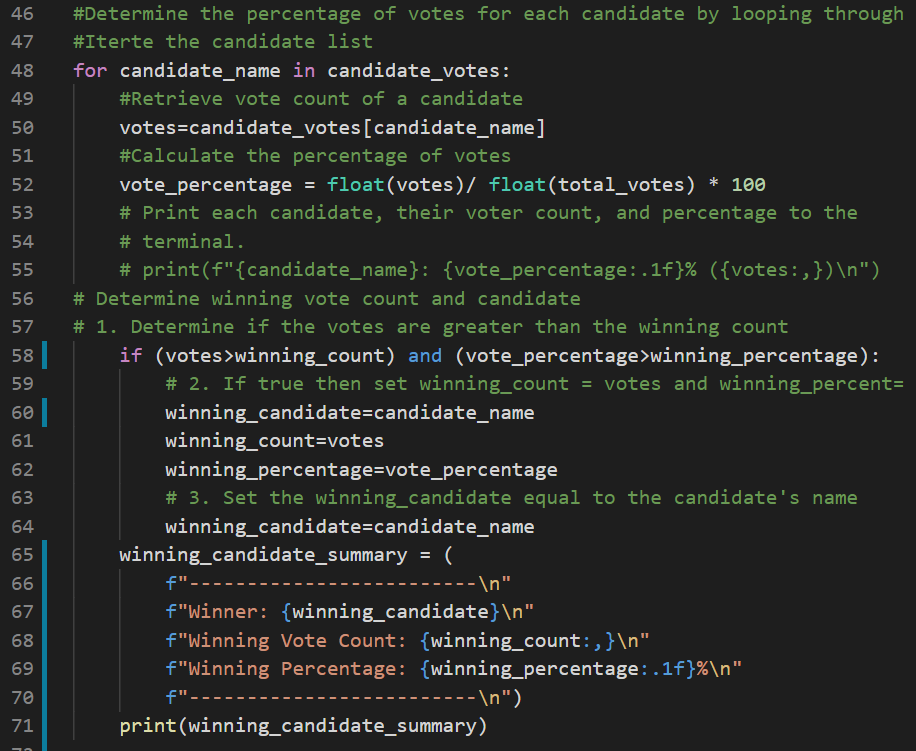 46 #Determine the percentage of votes for each candidate by looping through
47 #Iterte the candidate list
48 for candidate_name in candidate_votes:
49 #Retrieve vote count of a candidate
50 votes=candidate_votes[candidate_name]
51 #Calculate the percentage of votes
52 vote_percentage = float(votes)/ float(total_votes) * 100
53 # Print each candidate, their voter count, and percentage to the
54 # terminal.
55 # print(f"{candidate_name}: {vote_percentage:.1f}% ({votes:,})\n")
56 # Determine winning vote count and candidate
57 # 1. Determine if the votes are greater than the winning count
58 if (votes>winning_count) and (vote_percentage>winning_percentage):
59 # 2. If true then set winning_count = votes and winning_percent=
60 winning_candidate=candidate_name
61 winning_count=votes
62 winning_percentage=vote_percentage
63 # 3. Set the winning_candidate equal to the candidate's name
64 winning_candidate=candidate_name
65 winning_candidate_summary = (
66 f"-------------------------\n"
67 f"Winner: {winning_candidate}\n"
68 f"Winning Vote Count: {winning_count:,}\n"
69 f"Winning Percentage: {winning_percentage:.1f}%\n"
70 f"-------------------------\n")
71 print(winning_candidate_summary)